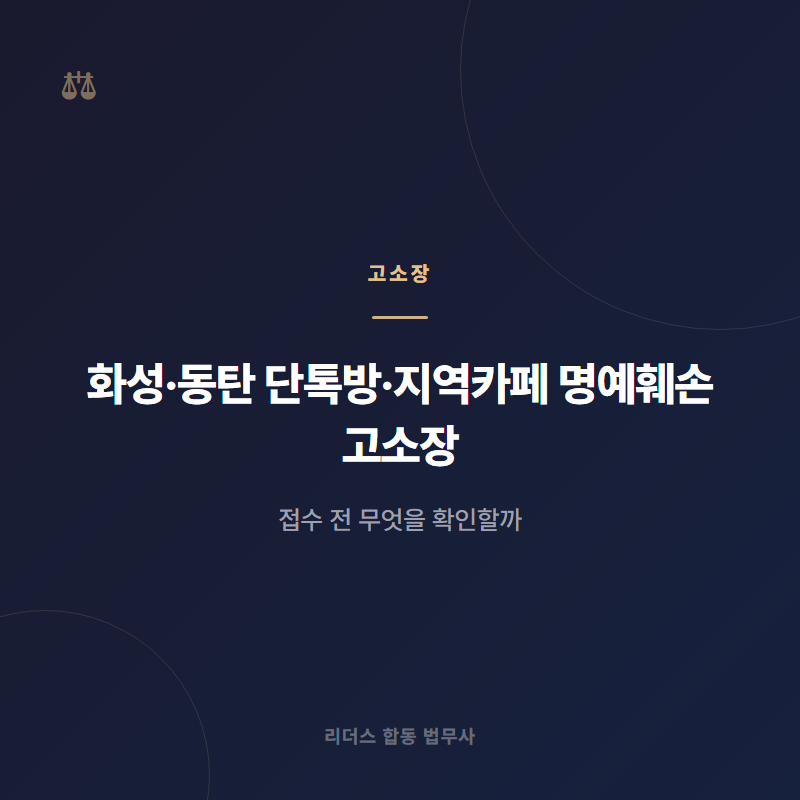 고소장
화성·동탄 단톡방·지역카페 명예훼손
고소장
접수 전 무엇을 확인할까
리더스 합동 법무사